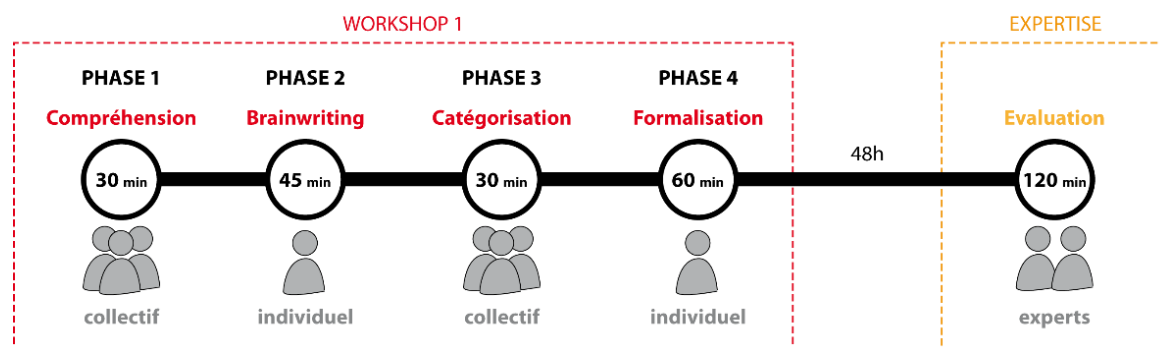 WORKSHOP 1
EXPERTISE
PHASE 1
PHASE 2
PHASE 3
PHASE 4
Compréhension
Brainwriting
Catégorisation
Formalisation
Evaluation
30 min
45 min
30 min
60 min
48h
120 min
collectif
individuel
collectif
individuel
experts